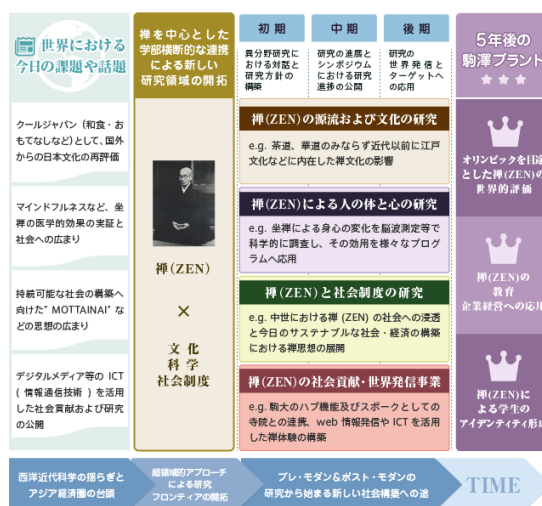 世界における
今日の課題や話題
クールジャパン（和食・お
もてなしなど）として、国外
からの日本文化の再評価
マインドフルネスなど、坐
禅の医学的効果の実証と
社会への広まり
持続可能な社会の構築へ
向けた" MOTTAINAI" な
どの思想の広まり
デジタルメディア等の ICT
( 情報通信技術 ) を活用
した社会貢献および研究
の公開
禅を中心とした
学部横断的な連携
による新しい
研究領域の開拓
禅（ZEN）
×
文 化
科 学
社会制度
初 期
中 期
後 期
異分野研究に
おける対話と
研究方針の
構築
研究の進展と
シンポジウム
における研究
進捗の公開
研究の
世界発信と
ターゲットへ
の応用
禅（ZEN）の源流および文化の研究
e.g. 茶道、華道のみならず近代以前に江戸
文化などに内在した禅文化の影響
禅（ZEN）による人の体と心の研究
e.g. 坐禅による身心の変化を脳波測定等で
科学的に調査し、その効用を様々なプログ
ラムへ応用
禅（ZEN）と社会制度の研究
e.g. 中世における禅 (ZEN) の社会への浸透
と今日のサステナブルな社会・経済の構築
における禅思想の展開
禅（ZEN）の社会貢献・世界発信事業
e.g. 駒大のハブ機能及びスポークとしての
寺院との連携、web 情報発信や ICT を活用
した禅体験の構築
5年後の
駒澤ブランド
★ ★ ★
オリンピックを目途
とした禅(ZEN)の
世界的評価
禅(ZEN)の
教育
企業経営への応用
禅(ZEN)に
よる学生の
アイデンティティ形成
西洋近代科学の揺らぎと
アジア経済圏の台頭
超領域的アプローチ
による研究
フロンティアの開拓
プレ・モダン＆ポスト・モダンの
研究から始まる新しい社会構築への途
TIME